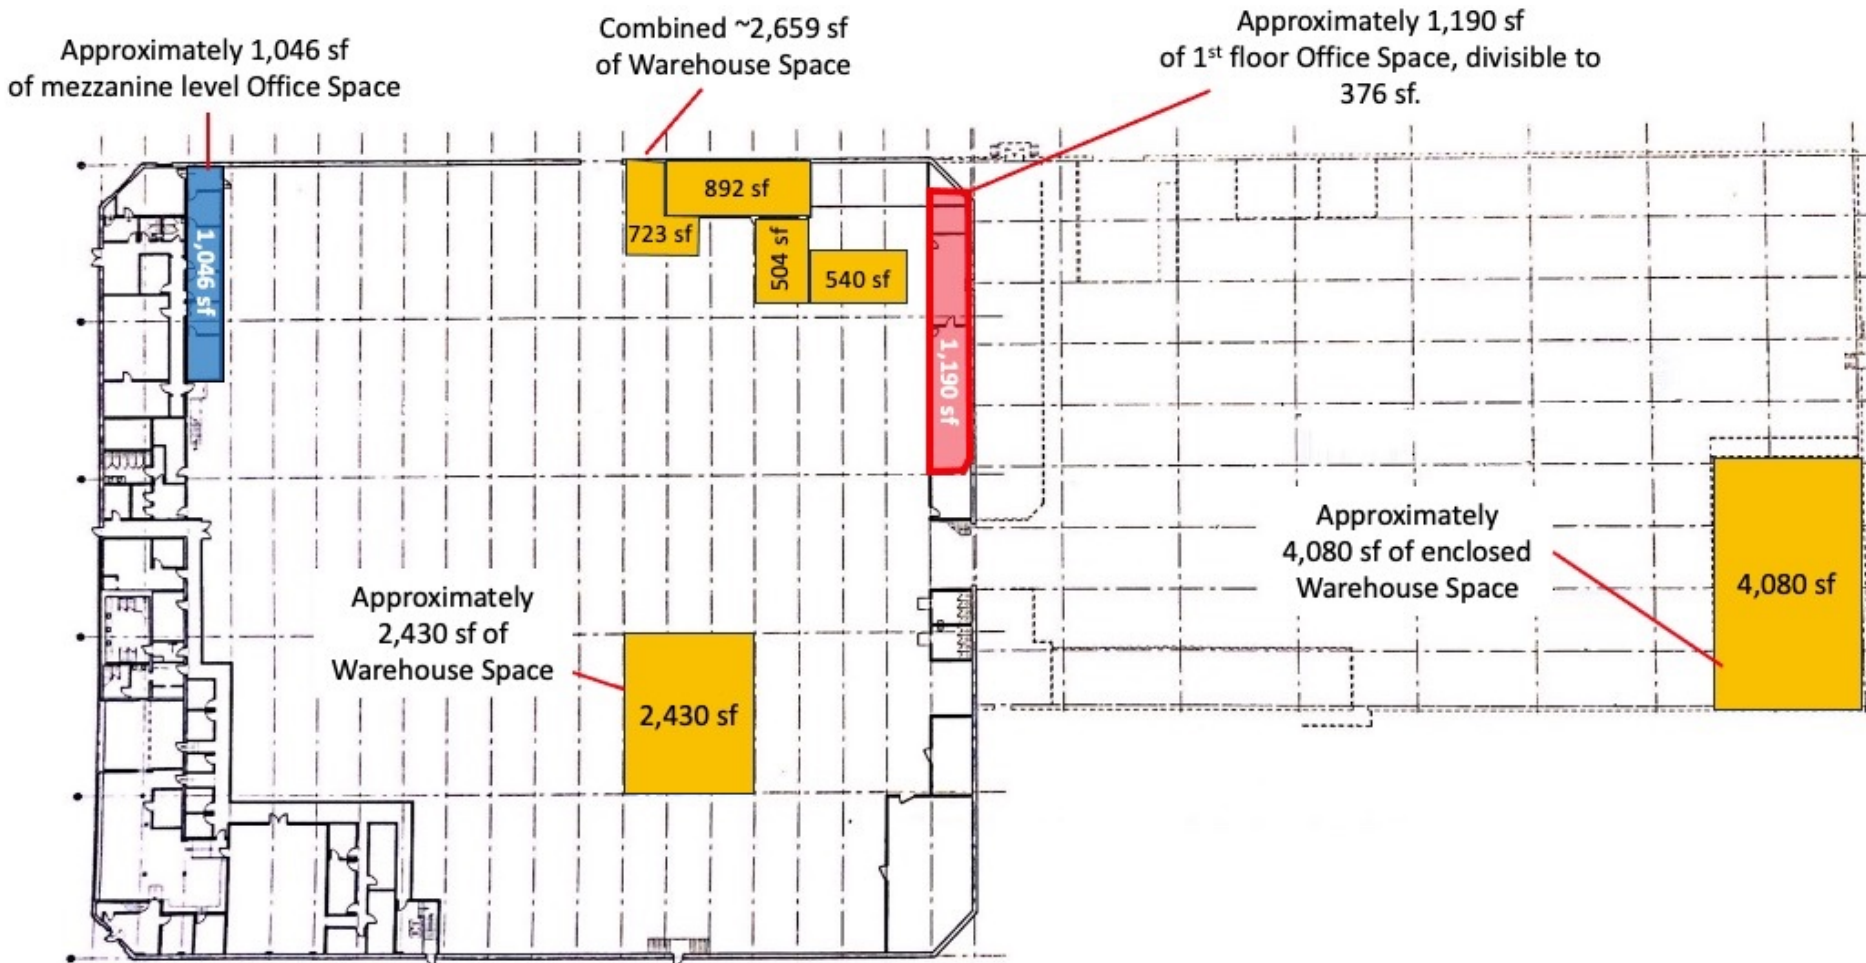 Approximately 1,046 sf
of mezzanine level Office Space
Combined ~2,659 sf
of Warehouse Space
Approximately 1,190 sf
of 1st floor Office Space, divisible to
376 sf.
892 sf
723 sf
504 sf
540 sf
1,046 sf
1,190 sf
Approximately
2,430 sf of
Warehouse Space
2,430 sf
Approximately
4,080 sf of enclosed
Warehouse Space
4,080 sf